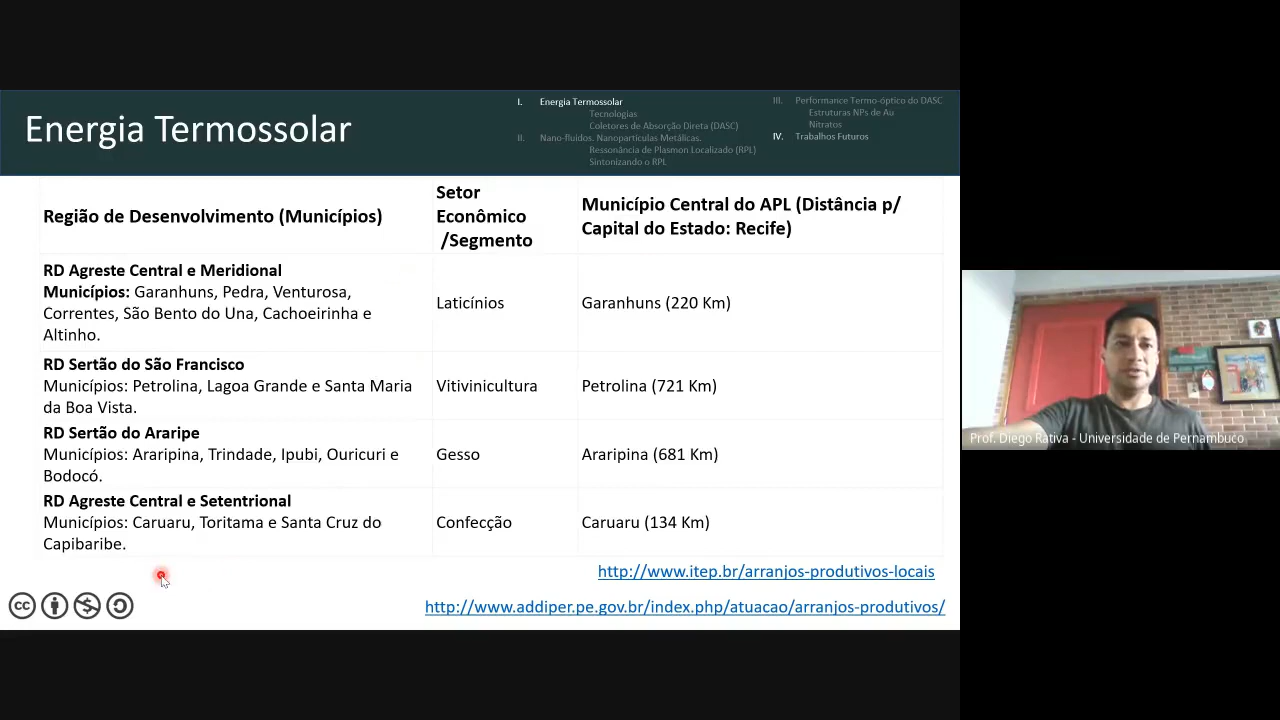 Energia Termossolar
I. Energia Termossolar
Tecnologias
Coletores de Absorção Direta (DASC)
II. Nano-fluídos. Nanopartículas Metálicas.
Ressonância de Plasmon Localizado (RPL)
Sintonizando o RPL
III. Performance Termo-óptico do DASC
Estruturas NPs de Au
Nitratos
IV. Trabalhos Futuros
Região de Desenvolvimento (Municípios)
Setor
Econômico
/Segmento
Município Central do APL (Distância p/
Capital do Estado: Recife)
RD Agreste Central e Meridional
Municípios: Garanhuns, Pedra, Venturosa,
Correntes, São Bento do Una, Cachoeirinha e
Altinho.
Laticínios
Garanhuns (220 Km)
RD Sertão do São Francisco
Municípios: Petrolina, Lagoa Grande e Santa Maria
da Boa Vista.
Vitivinicultura
Petrolina (721 Km)
RD Sertão do Araripe
Municípios: Araripina, Trindade, Ipubi, Ouricuri e
Bodocó.
Gesso
Araripina (681 Km)
RD Agreste Central e Setentrional
Municípios: Caruaru, Toritama e Santa Cruz do
Capibaribe.
Confecção
Caruaru (134 Km)
http://www.itep.br/arranjos-produtivos-locais
http://www.addiper.pe.gov.br/index.php/atuacao/arranjos-produtivos/
cc
Prof. Diego Rativa - Universidade de Pernambuco